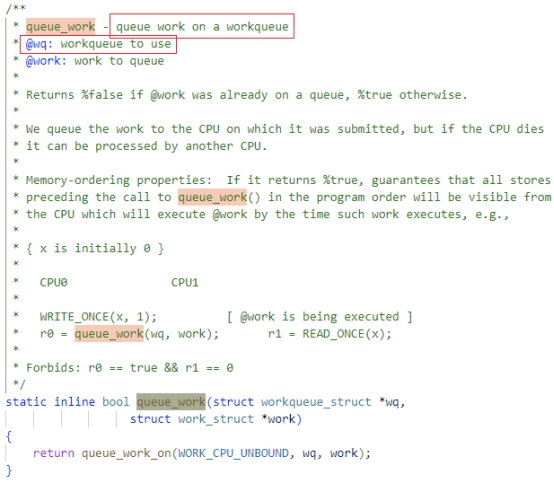 /**
 * queue_work - queue work on a workqueue
 * @wq: workqueue to use
 * @work: work to queue
 *
 * Returns %false if @work was already on a queue, %true otherwise.
 *
 * We queue the work to the CPU on which it was submitted, but if the CPU dies
 * it can be processed by another CPU.
 *
 * Memory-ordering properties:  If it returns %true, guarantees that all stores
 * preceding the call to queue_work() in the program order will be visible from
 * the CPU which will execute @work by the time such work executes, e.g.,
 *
 * { x is initially 0 }
 *
 *   CPU0               CPU1
 *
 *   WRITE_ONCE(x, 1);          [ @work is being executed ]
 *   r0 = queue_work(wq, work);       r1 = READ_ONCE(x);
 *
 * Forbids: r0 == true && r1 == 0
 */
static inline bool queue_work(struct workqueue_struct *wq,
                  struct work_struct *work)
{
    return queue_work_on(WORK_CPU_UNBOUND, wq, work);
}